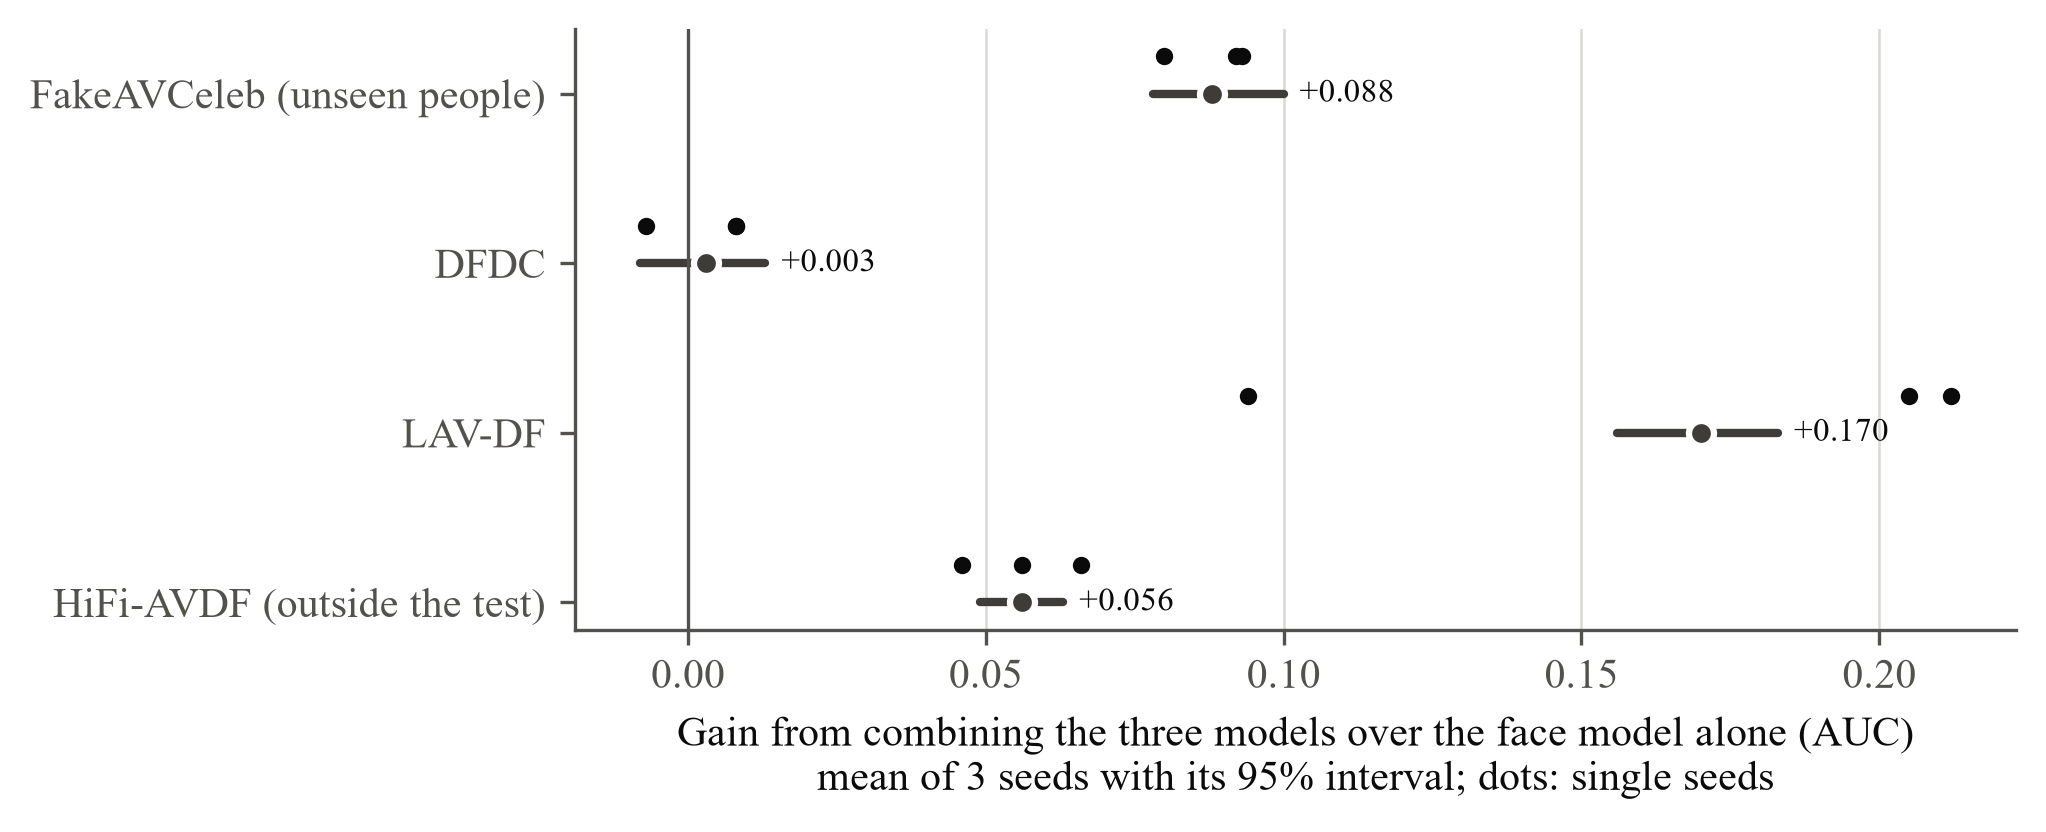 FakeAVCeleb (unseen people)
+0.088
DFDC
+0.003
LAV-DF
+0.170
HiFi-AVDF (outside the test)
+0.056
0.00 0.05 0.10 0.15 0.20
Gain from combining the three models over the face model alone (AUC)
mean of 3 seeds with its 95% interval; dots: single seeds